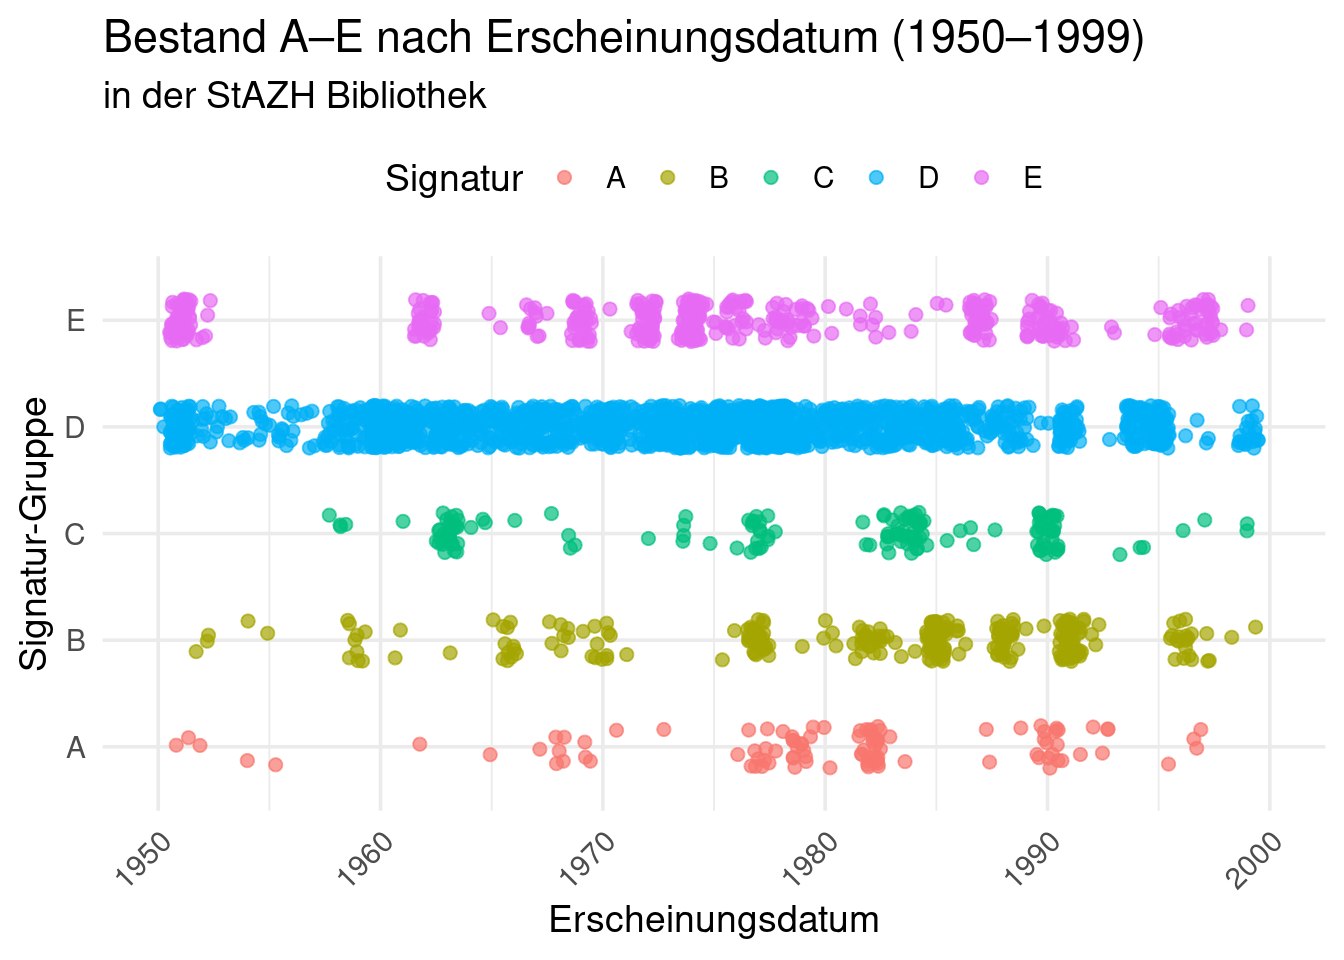 Bestand A–E nach Erscheinungsdatum (1950–1999)
in der StAZH Bibliothek
Signatur A B C D E
Signatur-Gruppe
E
D
C
B
A
1950 1960 1970 1980 1990 2000
Erscheinungsdatum